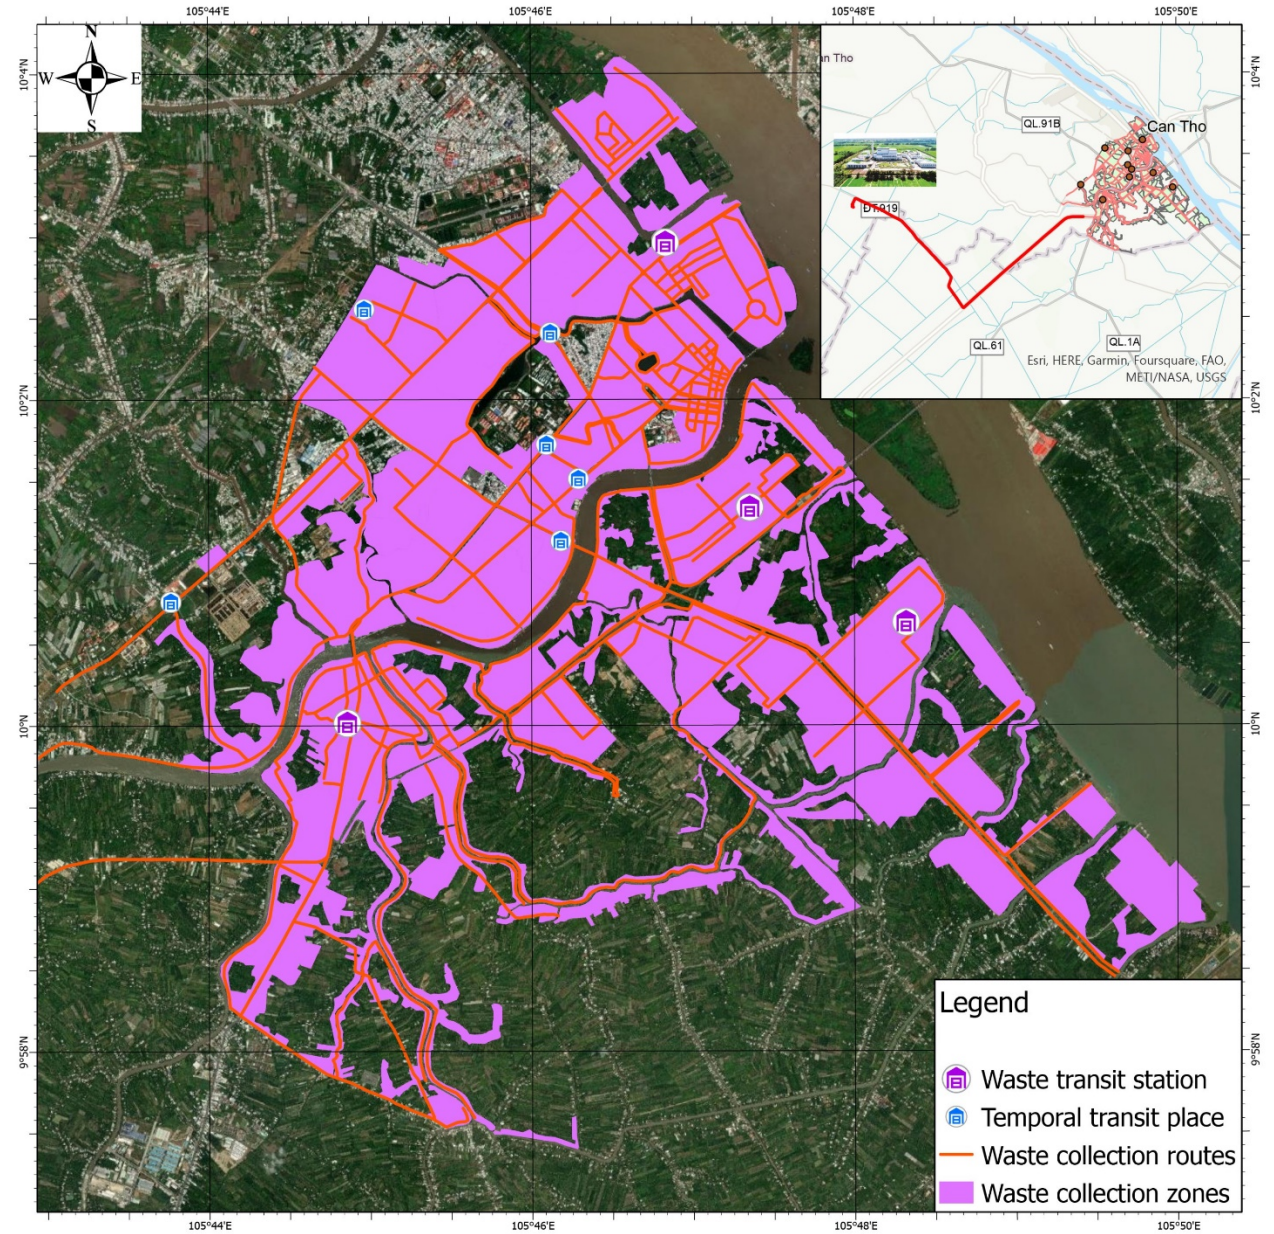 105°44'E 105°46'E 105°48'E 105°50'E
N
W E
S
10°4'N
10°4'N
an Tho
QL.91B
Can Tho
ĐT.919
QL.61
QL.1A
Esri, HERE, Garmin, Foursquare, FAO,
METI/NASA, USGS
10°2'N
10°2'N
10°N
10°N
9°58'N
9°58'N
Legend
Waste transit station
Temporal transit place
Waste collection routes
Waste collection zones
105°44'E 105°46'E 105°48'E 105°50'E